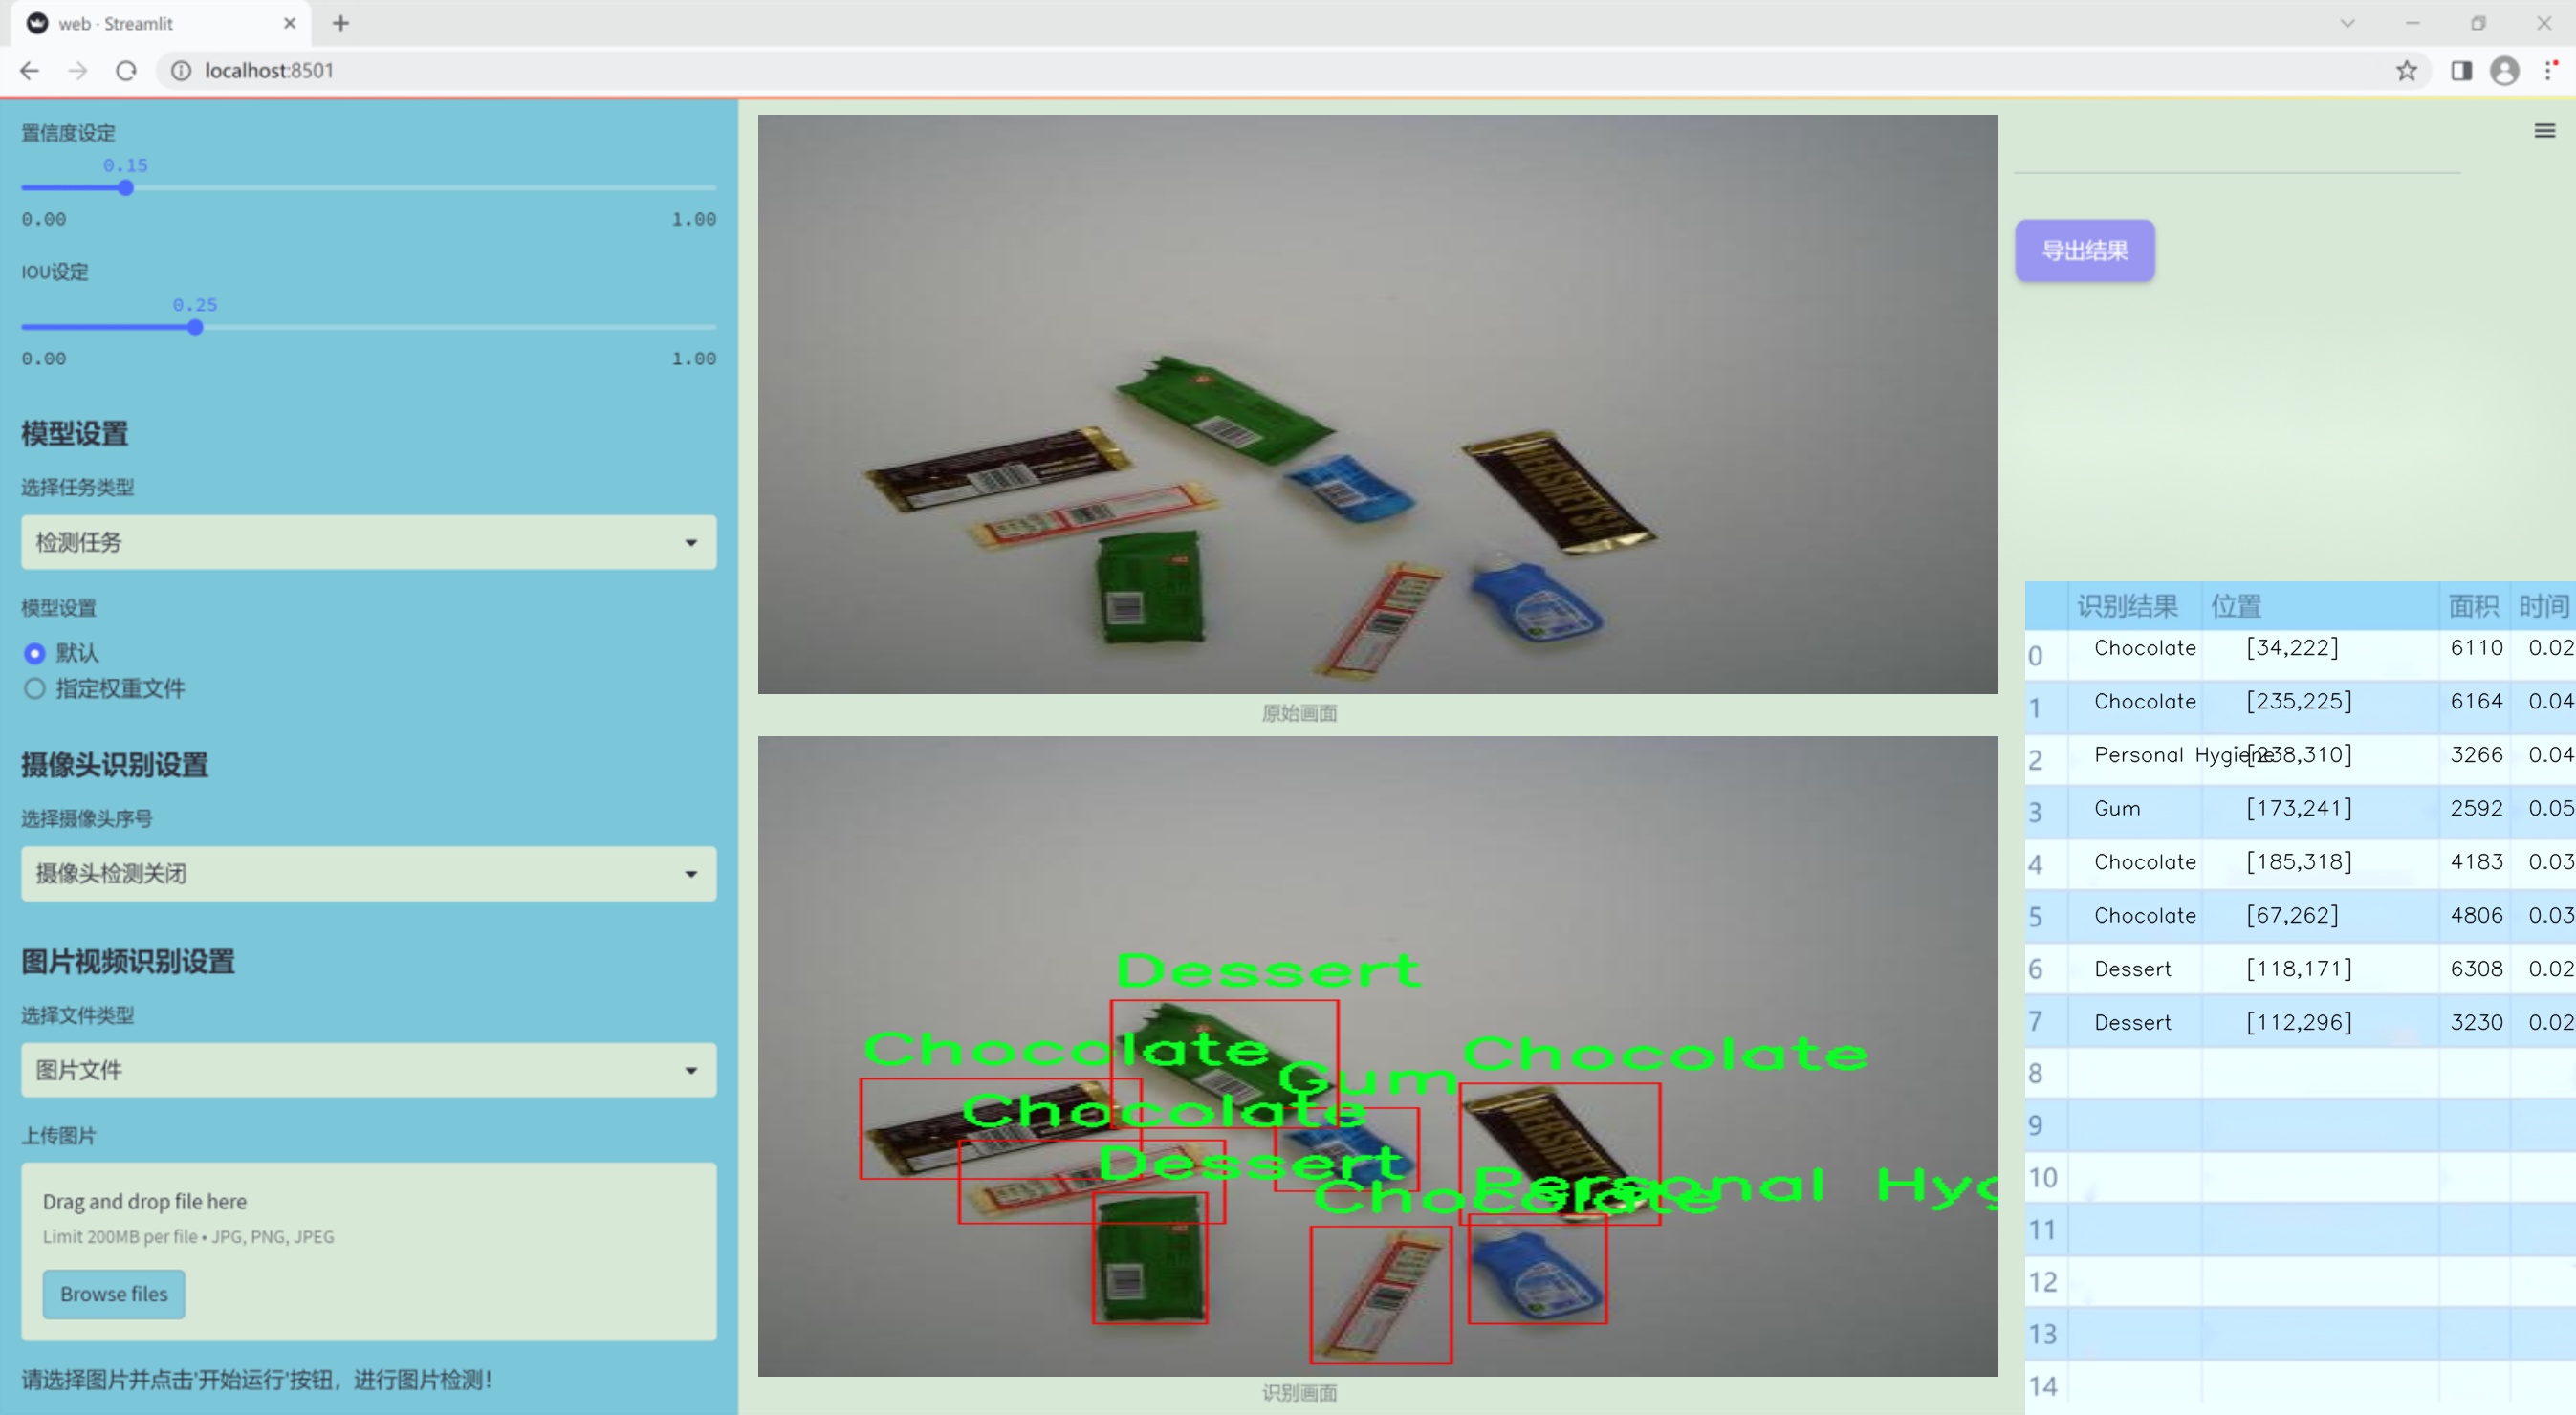 web · Streamlit
localhost:8501
置信度设定
0.15
0.00 1.00
IOU设定
0.25
0.00 1.00
模型设置
选择任务类型
检测任务
模型设置
默认
指定权重文件
摄像头识别设置
选择摄像头序号
摄像头检测关闭
图片视频识别设置
选择文件类型
图片文件
上传图片
Drag and drop file here
Limit 200MB per file • JPG, PNG, JPEG
Browse files
请选择图片并点击'开始运行'按钮，进行图片检测！
HERSHEY'S
原始画面
Dessert
Chocolate
Chocolate
Gum
Chocolate
Dessert
Personal Hyg
Chocolate
HERSHEY'S
识别画面
导出结果
识别结果 位置 面积 时间
0 Chocolate [34,222] 6110 0.02
1 Chocolate [235,225] 6164 0.04
2 Personal Hygiene [238,310] 3266 0.04
3 Gum [173,241] 2592 0.05
4 Chocolate [185,318] 4183 0.03
5 Chocolate [67,262] 4806 0.03
6 Dessert [118,171] 6308 0.02
7 Dessert [112,296] 3230 0.02
8
9
10
11
12
13
14